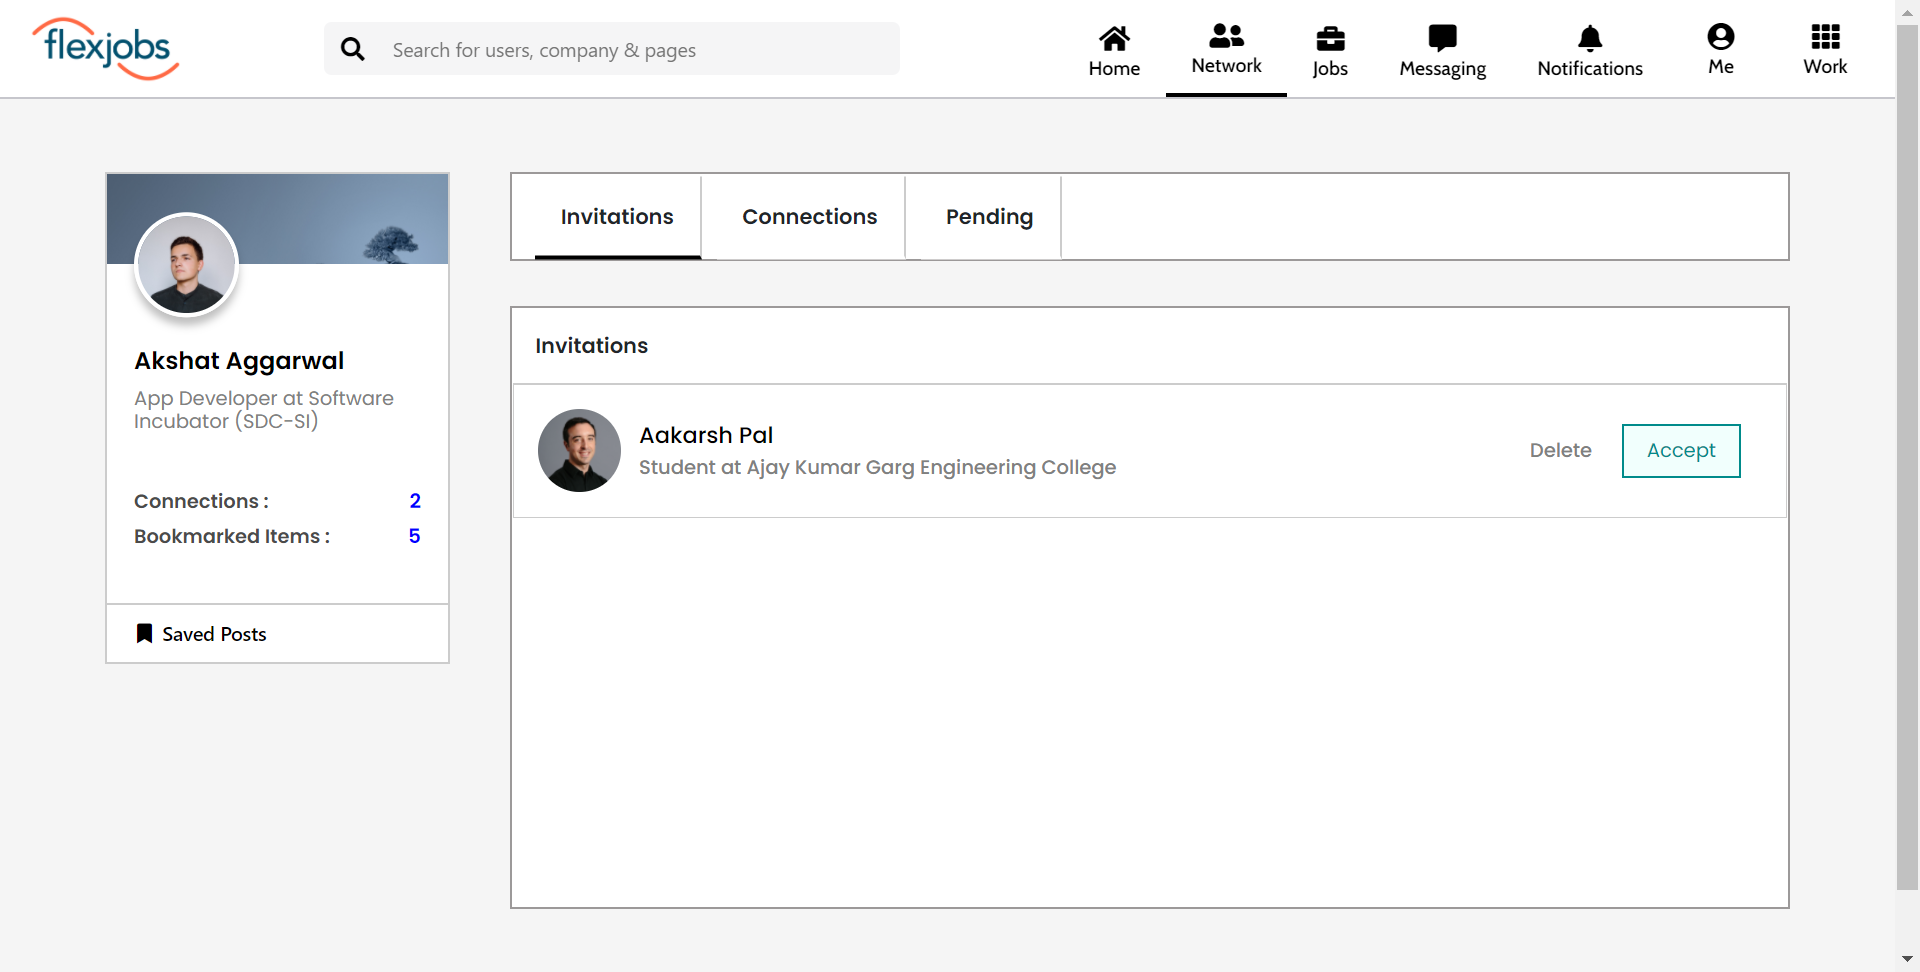 flexjobs
Search for users, company & pages
Home
Network
Jobs
Messaging
Notifications
Me
Work
Akshat Aggarwal
App Developer at Software
Incubator (SDC-SI)
Connections :
2
Bookmarked Items :
5
Saved Posts
Invitations
Connections
Pending
Invitations
Aakarsh Pal
Student at Ajay Kumar Garg Engineering College
Delete
Accept